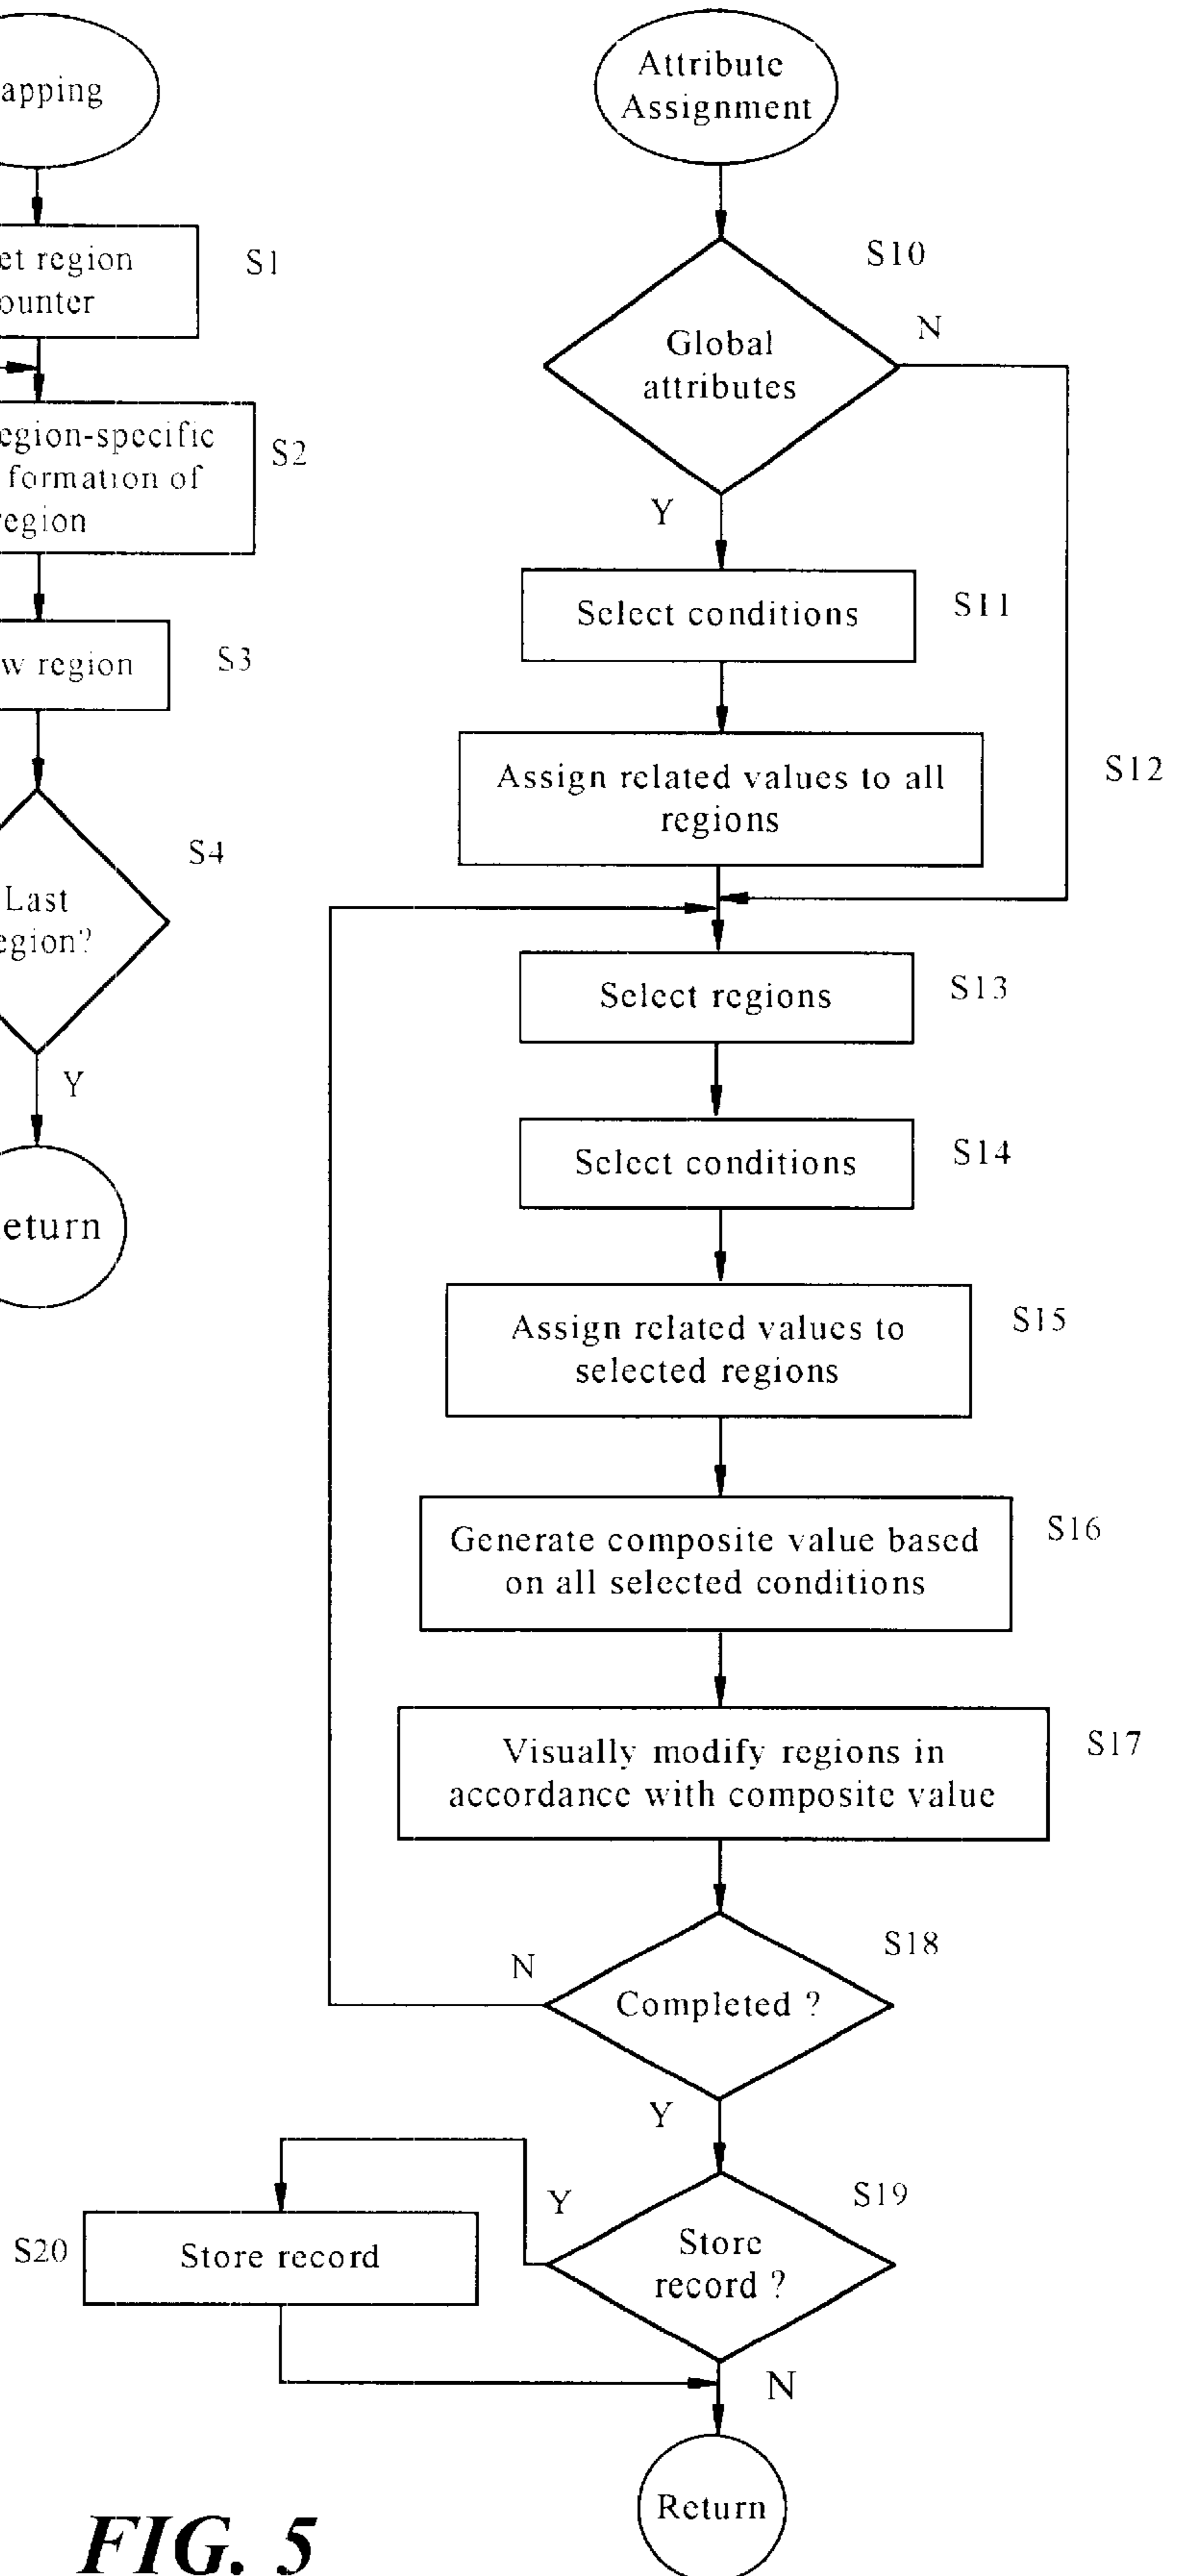 apping
et region
ounter
S1
egion-specific
formation of
region
S2
w region
S3
Last
egion?
S4
Y
eturn
Attribute
Assignment
Global
attributes
S10
N
Y
Select conditions
S11
Assign related values to all
regions
S12
Select regions
S13
Select conditions
S14
Assign related values to
selected regions
S15
Generate composite value based
on all selected conditions
S16
Visually modify regions in
accordance with composite value
S17
Completed ?
S18
N
Y
Store
record ?
S19
Y
Store record
S20
N
Return
FIG. 5